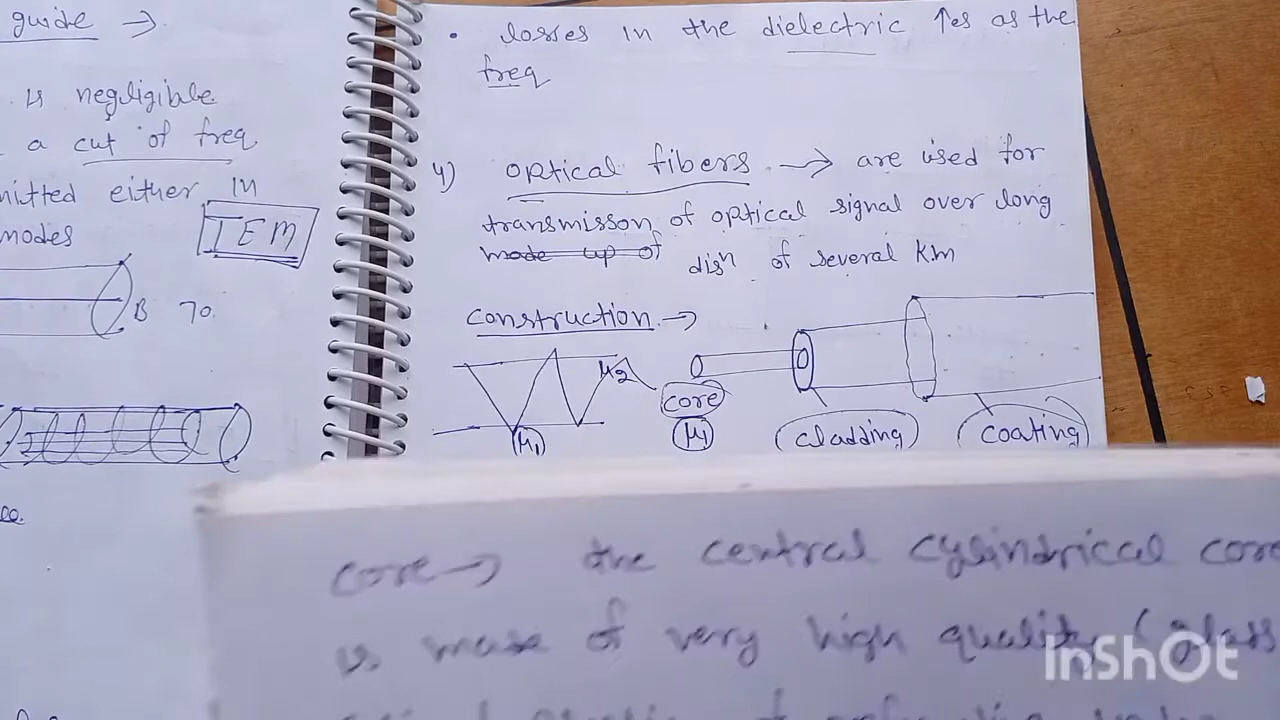 guide →
is negligible
a cut of freq
mitted either in
modes TEM
B 70.
• losses in the dielectric ↑es as the
freq
4) optical fibers → are used for
transmisson of optical signal over long
made up of disⁿ of several Km
construction →
μ2
core
μ1
μ1
cladding
coating
core → the central cylindrical core
is made of very high quality (glass
InShOt